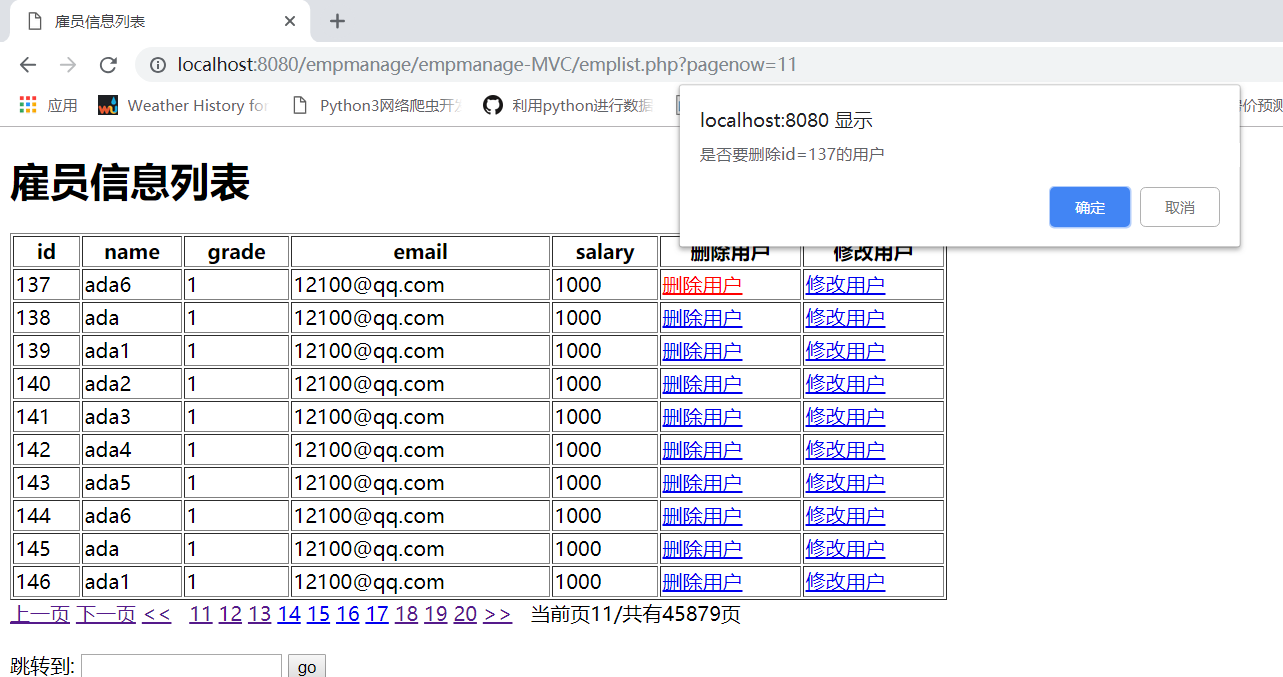 雇员信息列表
localhost:8080/empmanage/empmanage-MVC/emplist.php?pagenow=11
应用 Weather History for Python3网络爬虫开发 利用python进行数据 价预测
localhost:8080 显示
是否要删除id=137的用户
确定 取消
雇员信息列表
id name grade email salary 删除用户 修改用户
137 ada6 1 12100@qq.com 1000 删除用户 修改用户
138 ada 1 12100@qq.com 1000 删除用户 修改用户
139 ada1 1 12100@qq.com 1000 删除用户 修改用户
140 ada2 1 12100@qq.com 1000 删除用户 修改用户
141 ada3 1 12100@qq.com 1000 删除用户 修改用户
142 ada4 1 12100@qq.com 1000 删除用户 修改用户
143 ada5 1 12100@qq.com 1000 删除用户 修改用户
144 ada6 1 12100@qq.com 1000 删除用户 修改用户
145 ada 1 12100@qq.com 1000 删除用户 修改用户
146 ada1 1 12100@qq.com 1000 删除用户 修改用户
上一页 下一页 << 11 12 13 14 15 16 17 18 19 20 >> 当前页11/共有45879页
跳转到: go